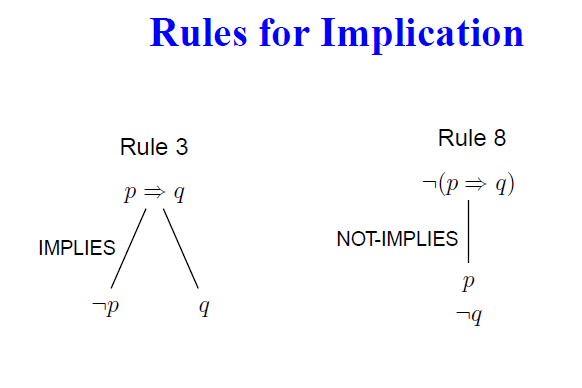 Rules for Implication
Rule 3
p ⇒ q
IMPLIES
¬p
q
Rule 8
¬(p ⇒ q)
NOT-IMPLIES
p
¬q